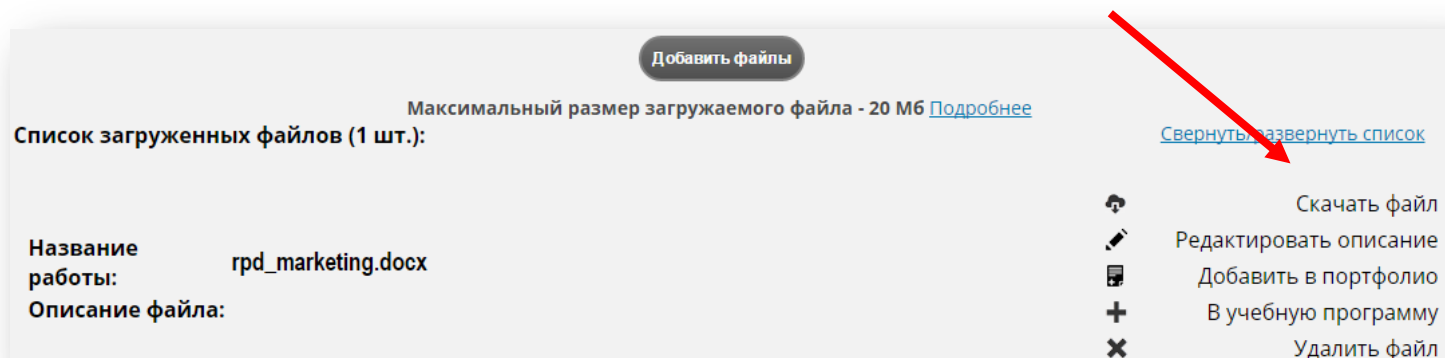 Добавить файлы
Максимальный размер загружаемого файла - 20 Мб Подробнее
Список загруженных файлов (1 шт.):
Свернуть/развернуть список
Скачать файл
Редактировать описание
Название работы:
rpd_marketing.docx
Добавить в портфолио
Описание файла:
В учебную программу
Удалить файл